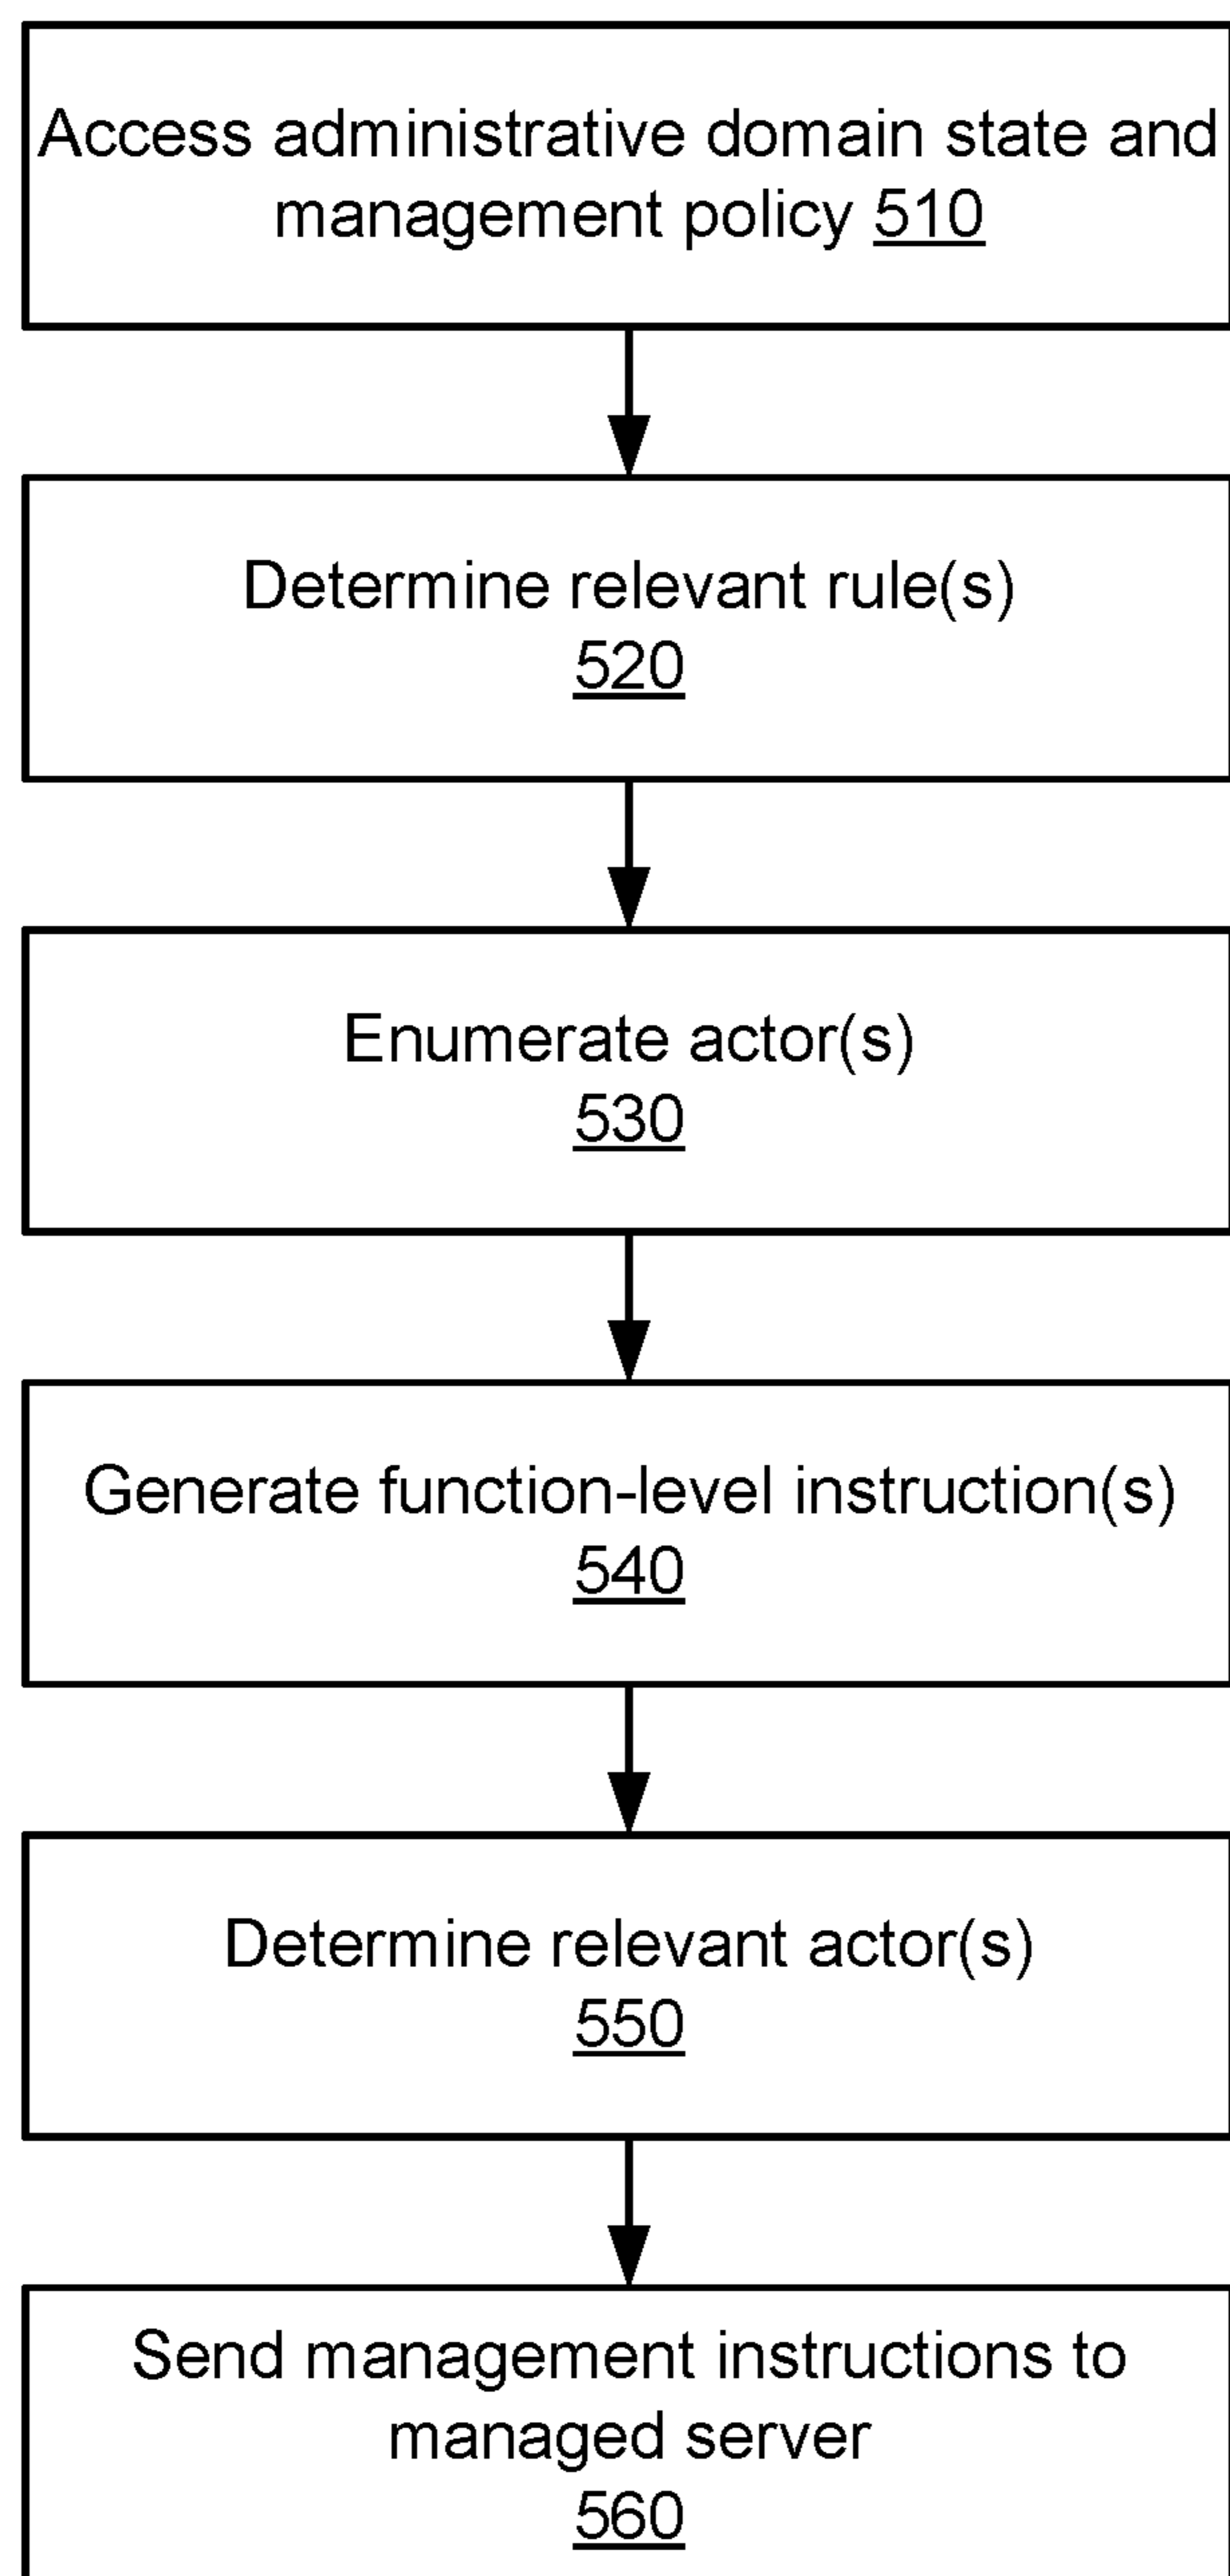 Access administrative domain state and
management policy 510
Determine relevant rule(s)
520
Enumerate actor(s)
530
Generate function-level instruction(s)
540
Determine relevant actor(s)
550
Send management instructions to
managed server
560